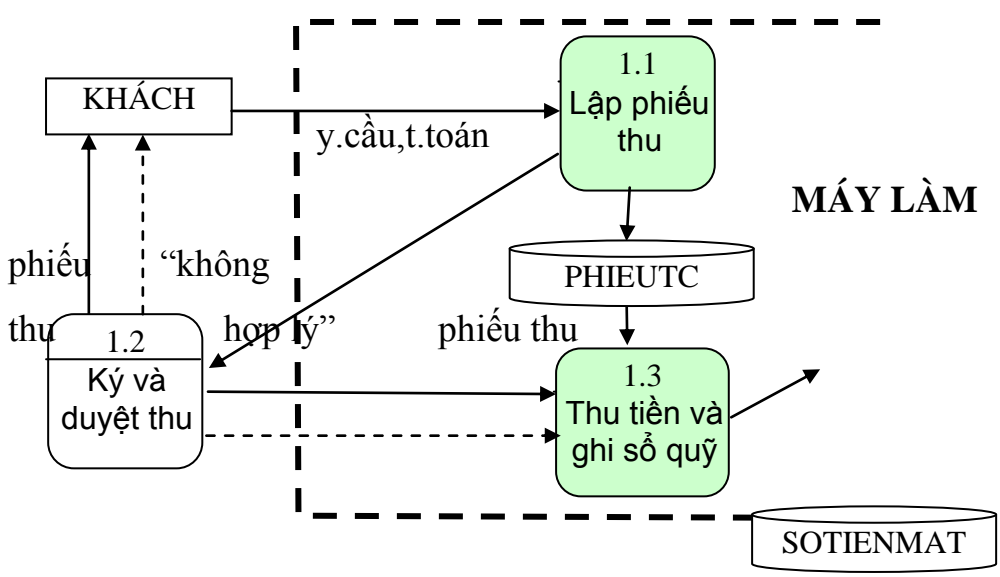 1.1
Lập phiếu
thu
KHÁCH
y.cầu,t.toán
MÁY LÀM
phiếu
thu
“không
hợp lý”
PHIEUTC
phiếu thu
1.2
Ký và
duyệt thu
1.3
Thu tiền và
ghi sổ quỹ
SOTIENMAT